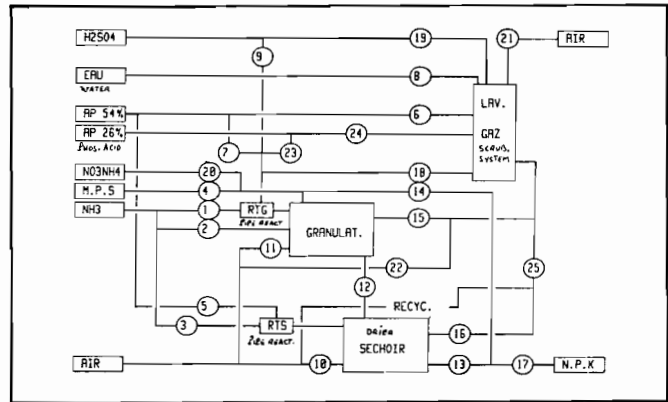 H2SO4
19
21
AIR
9
EAU
WATER
8
LAV.
GAZ
SCRUB.
SYSTEM
AP 54%
6
AP 26%
PHOS. ACID
24
7
23
NO3NH4
20
18
M.P.S
4
14
NH3
1
RTG
PIPE REACT.
15
2
GRANULAT.
11
22
25
12
5
RECYC.
3
RTS
PIPE REACT.
DRIER
SECHOIR
16
AIR
10
13
17
N.P.K